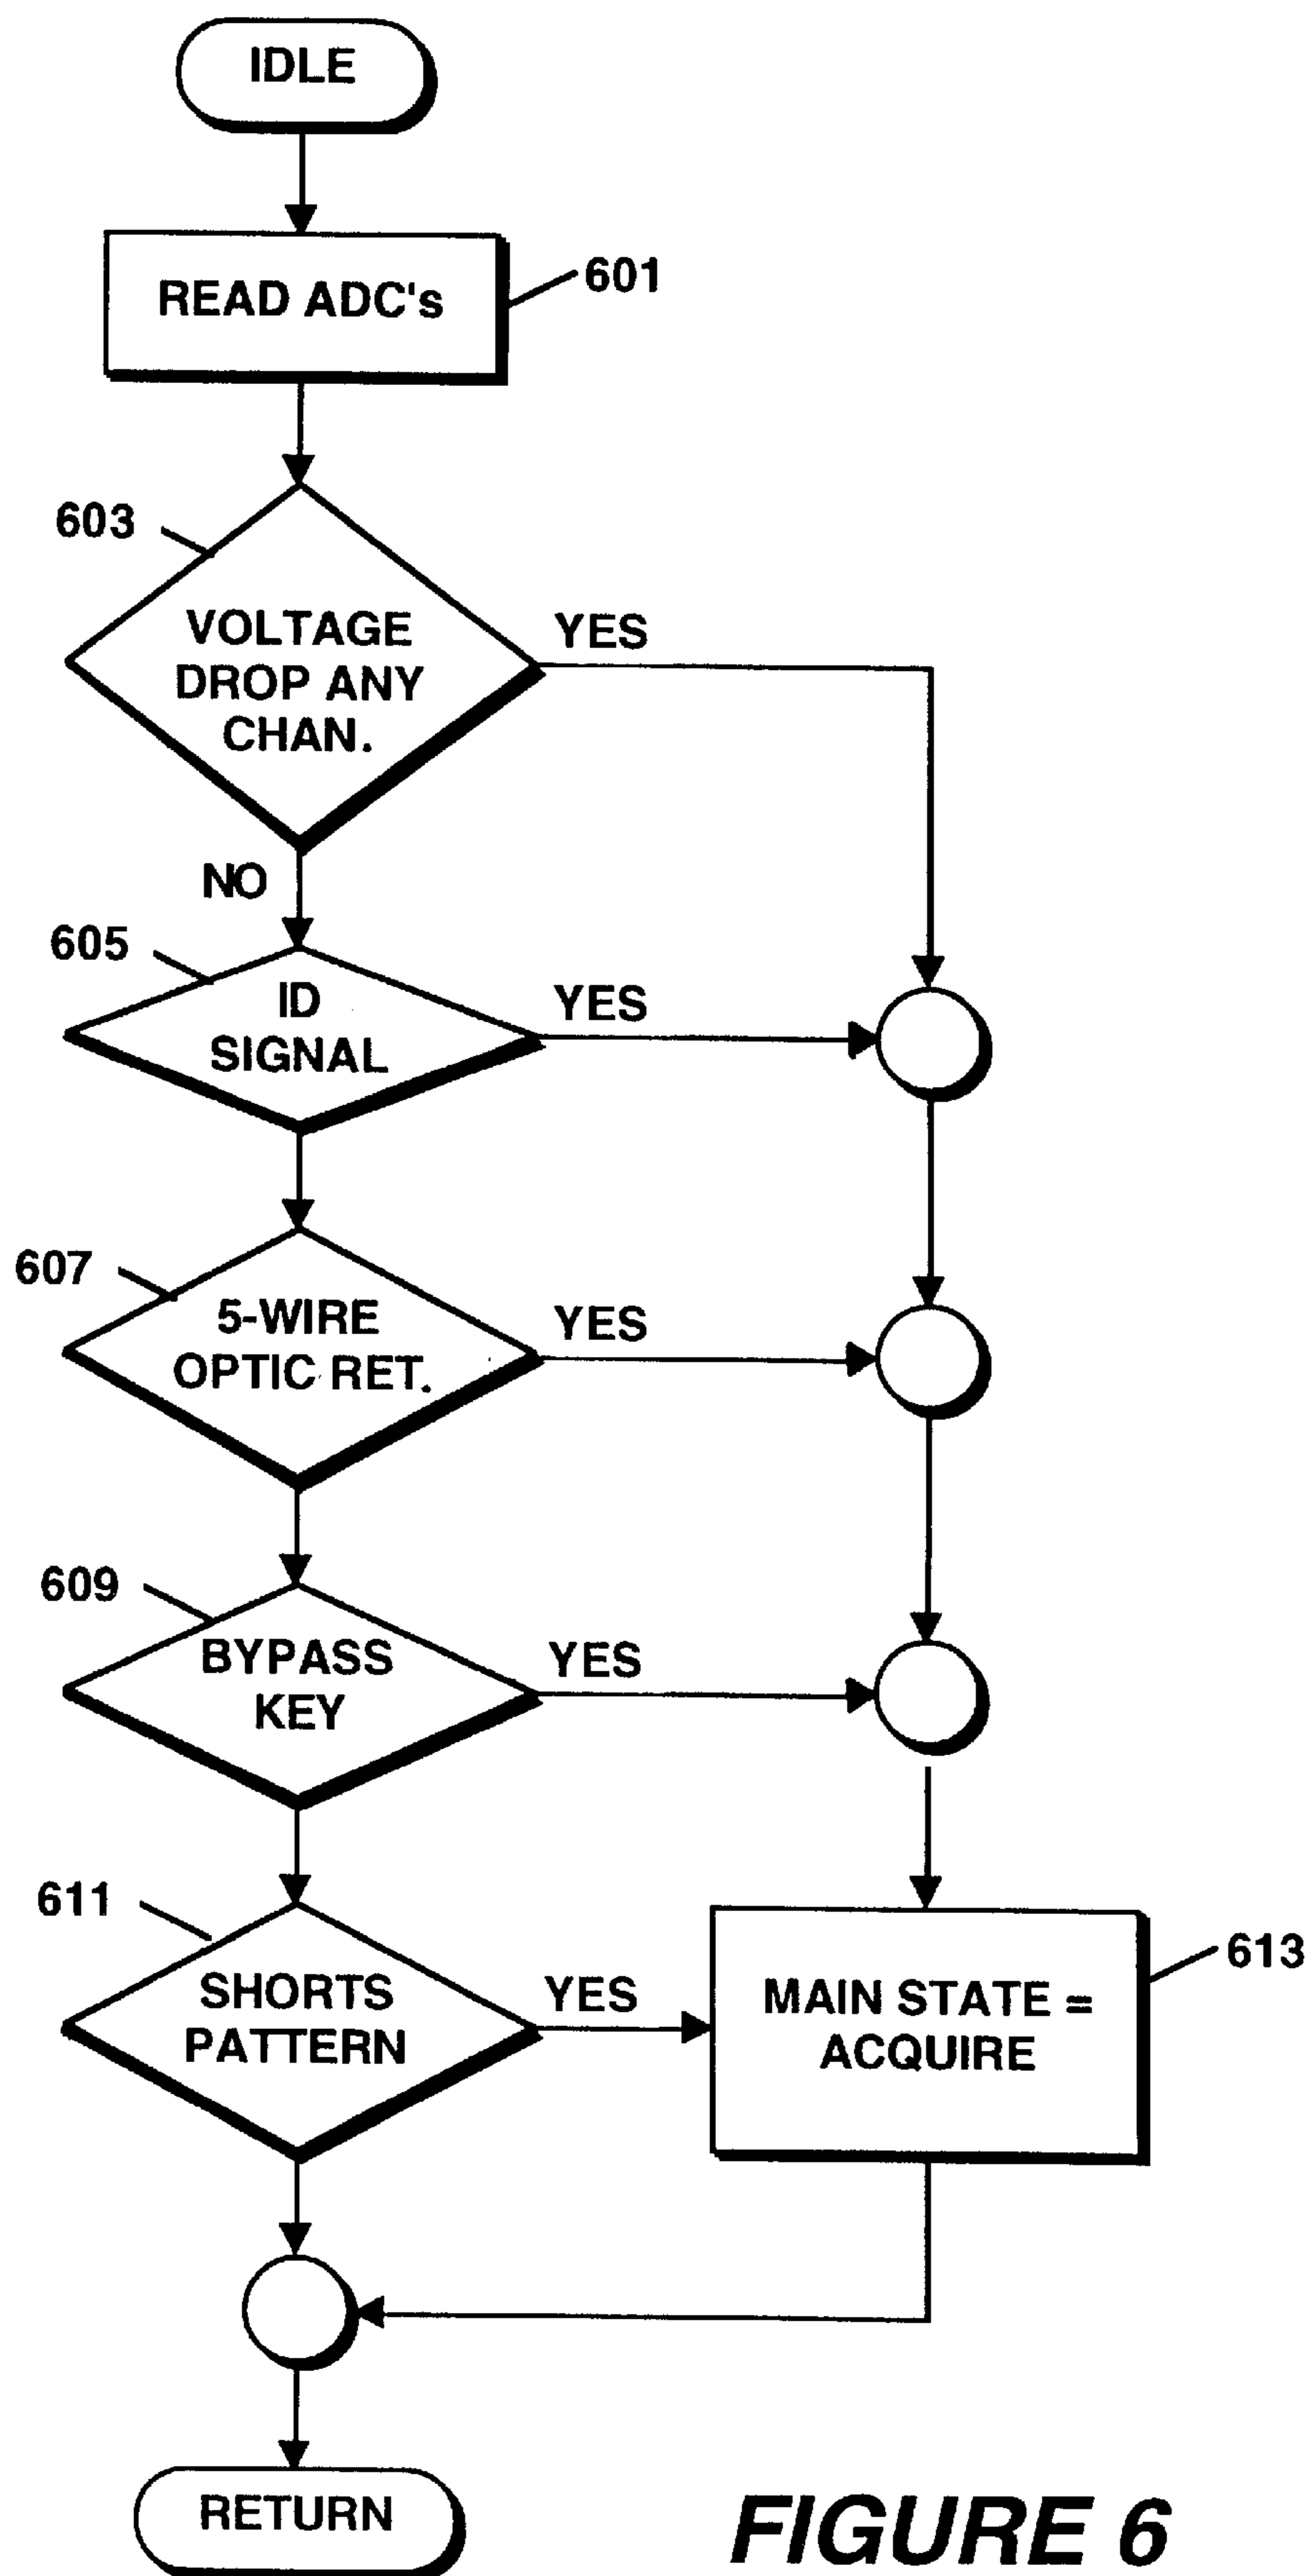 IDLE
READ ADC's
601
603
VOLTAGE
DROP ANY
CHAN.
YES
NO
605
ID
SIGNAL
YES
607
5-WIRE
OPTIC RET.
YES
609
BYPASS
KEY
YES
611
SHORTS
PATTERN
YES
MAIN STATE =
ACQUIRE
613
RETURN
FIGURE 6